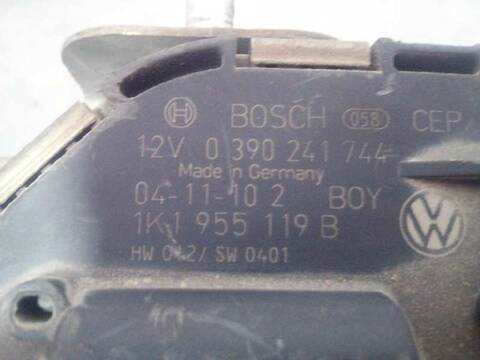 BOSCH 058 CEP
12V 0 390 241 744
Made in Germany
04-11-10 2 BOY
1K1 955 119 B
HW 042/ SW 0401